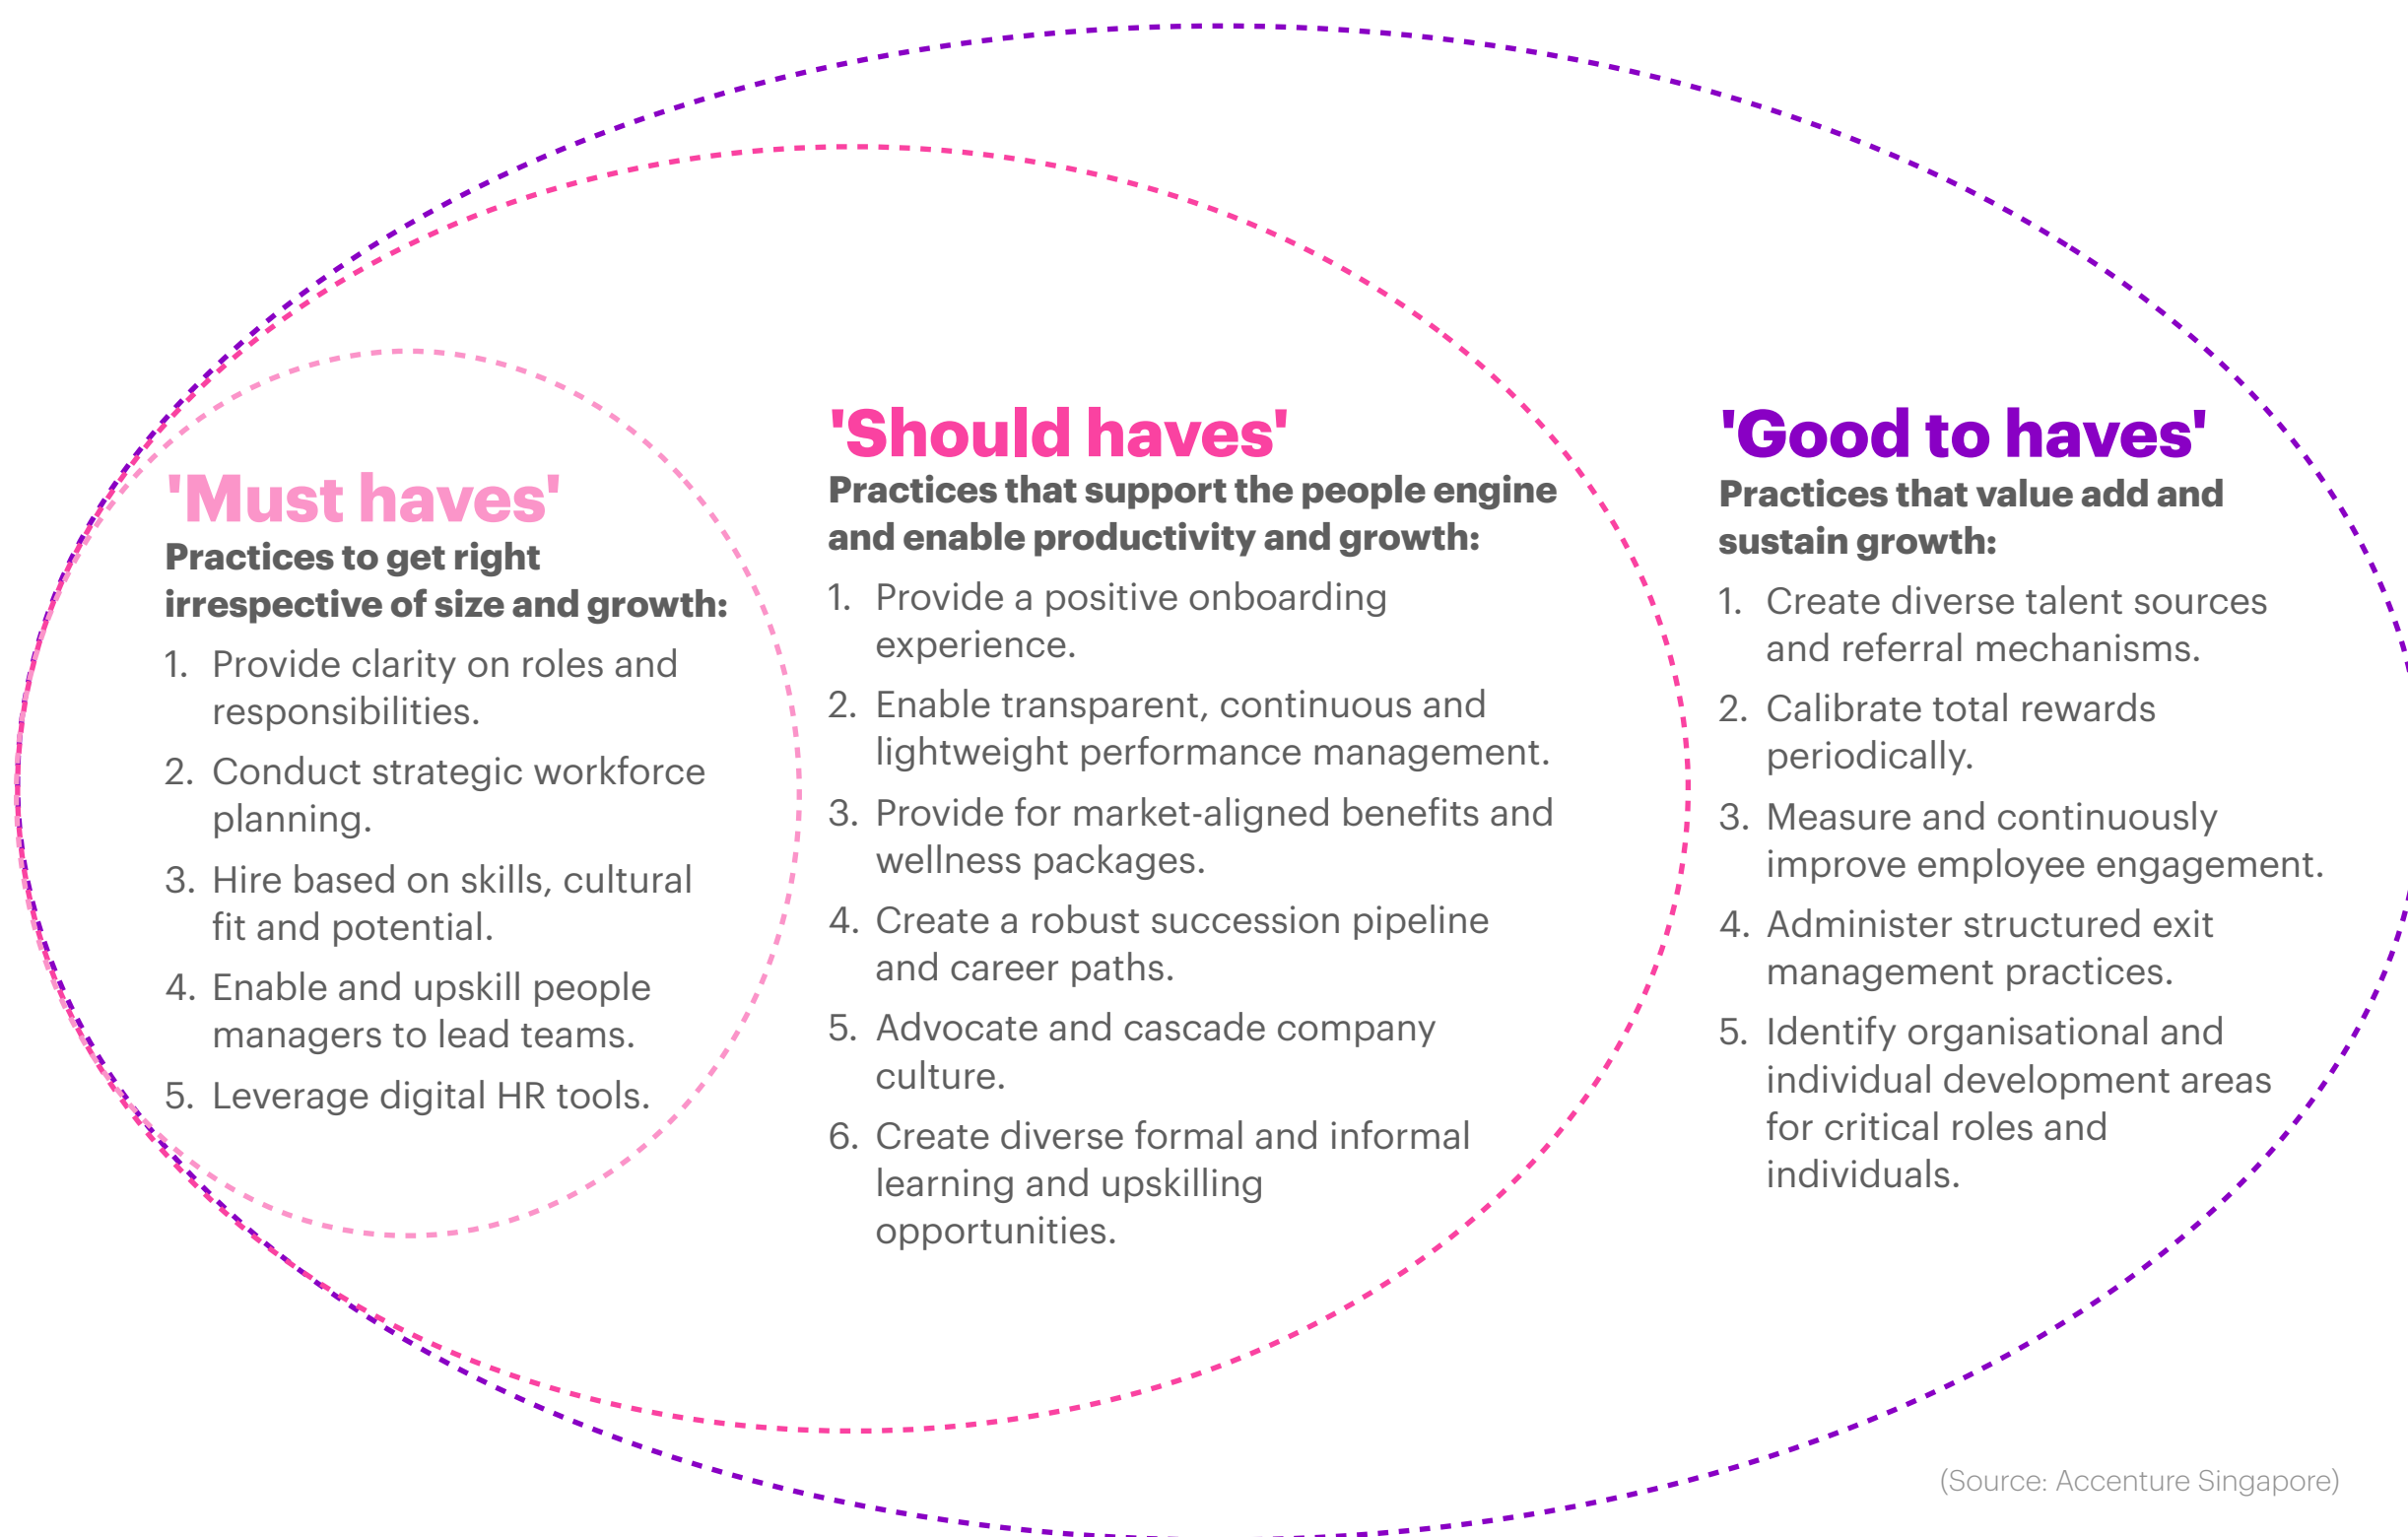 'Must haves'
Practices to get right
irrespective of size and growth:
1. Provide clarity on roles and
responsibilities.
2. Conduct strategic workforce
planning.
3. Hire based on skills, cultural
fit and potential.
4. Enable and upskill people
managers to lead teams.
5. Leverage digital HR tools.
'Should haves'
Practices that support the people engine
and enable productivity and growth:
1. Provide a positive onboarding
experience.
2. Enable transparent, continuous and
lightweight performance management.
3. Provide for market-aligned benefits and
wellness packages.
4. Create a robust succession pipeline
and career paths.
5. Advocate and cascade company
culture.
6. Create diverse formal and informal
learning and upskilling
opportunities.
'Good to haves'
Practices that value add and
sustain growth:
1. Create diverse talent sources
and referral mechanisms.
2. Calibrate total rewards
periodically.
3. Measure and continuously
improve employee engagement.
4. Administer structured exit
management practices.
5. Identify organisational and
individual development areas
for critical roles and
individuals.
(Source: Accenture Singapore)